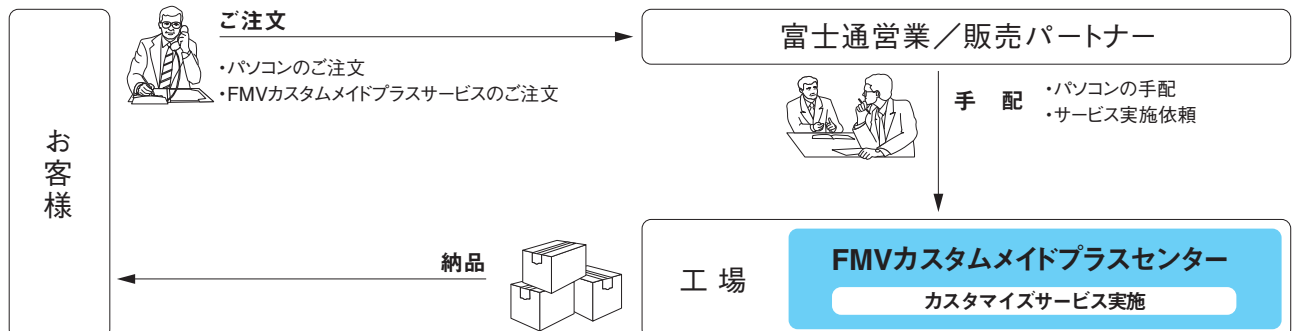 ご注文
・パソコンのご注文
・FMVカスタムメイドプラスサービスのご注文
富士通営業／販売パートナー
手 配
・パソコンの手配
・サービス実施依頼
お客様
納品
工場
FMVカスタムメイドプラスセンター
カスタマイズサービス実施